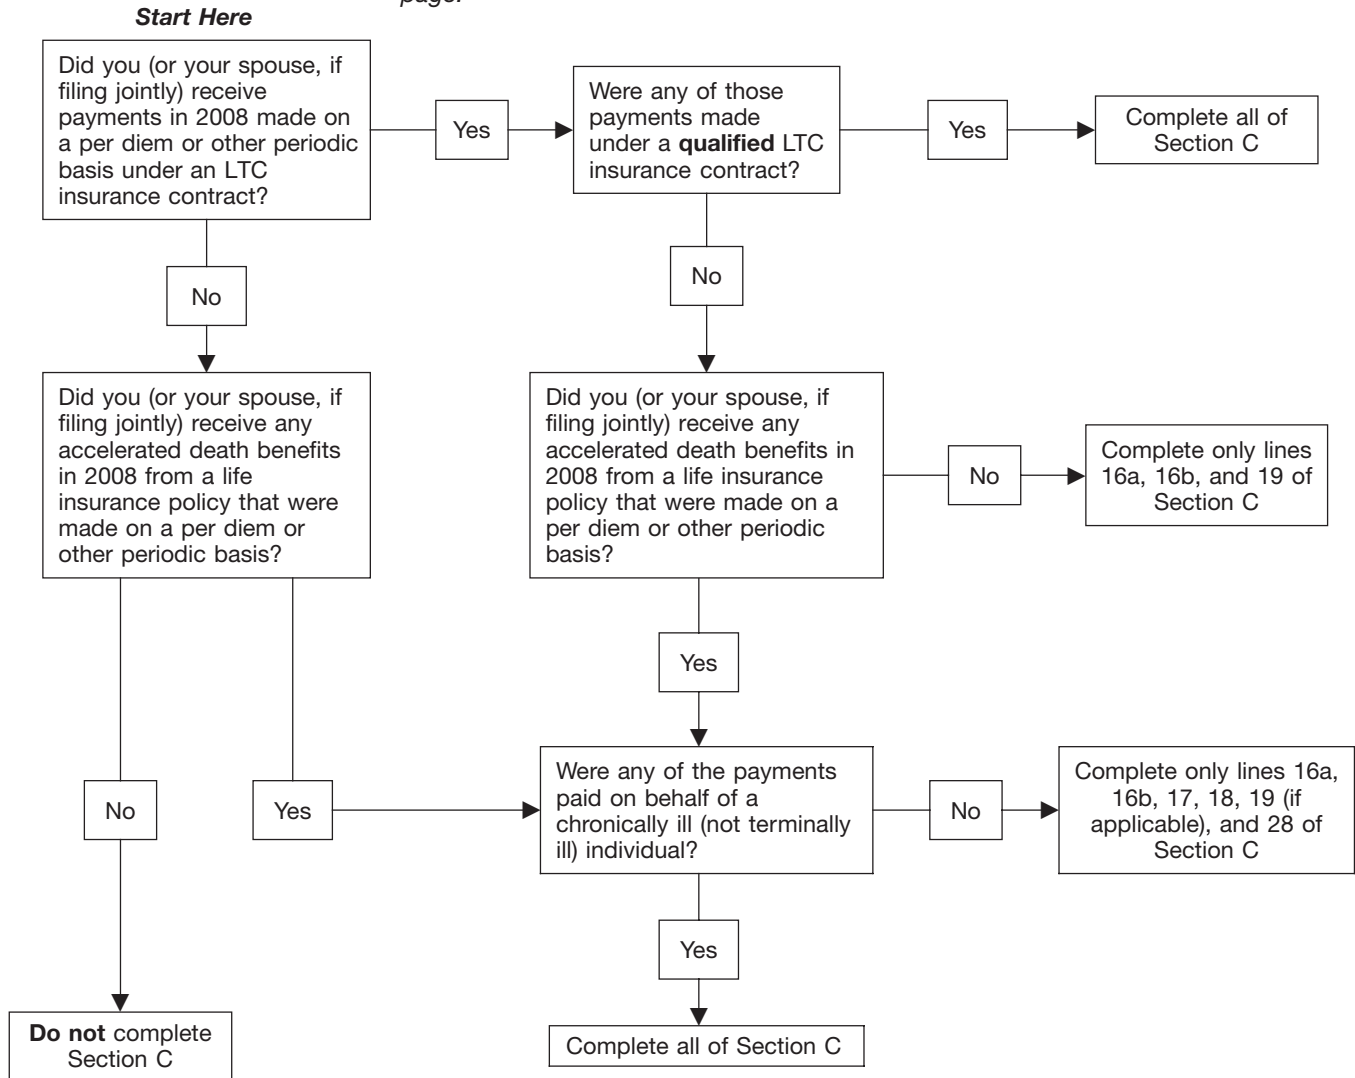 page.
Start Here
Did you (or your spouse, if
filing jointly) receive
payments in 2008 made on
a per diem or other periodic
basis under an LTC
insurance contract?
Yes
Were any of those
payments made
under a qualified LTC
insurance contract?
Yes
Complete all of
Section C
No
No
Did you (or your spouse, if
filing jointly) receive any
accelerated death benefits
in 2008 from a life
insurance policy that were
made on a per diem or
other periodic basis?
Did you (or your spouse, if
filing jointly) receive any
accelerated death benefits in
2008 from a life insurance
policy that were made on a
per diem or other periodic
basis?
No
Complete only lines
16a, 16b, and 19 of
Section C
Yes
No
Yes
Were any of the payments
paid on behalf of a
chronically ill (not terminally
ill) individual?
No
Complete only lines 16a,
16b, 17, 18, 19 (if
applicable), and 28 of
Section C
Yes
Do not complete
Section C
Complete all of Section C